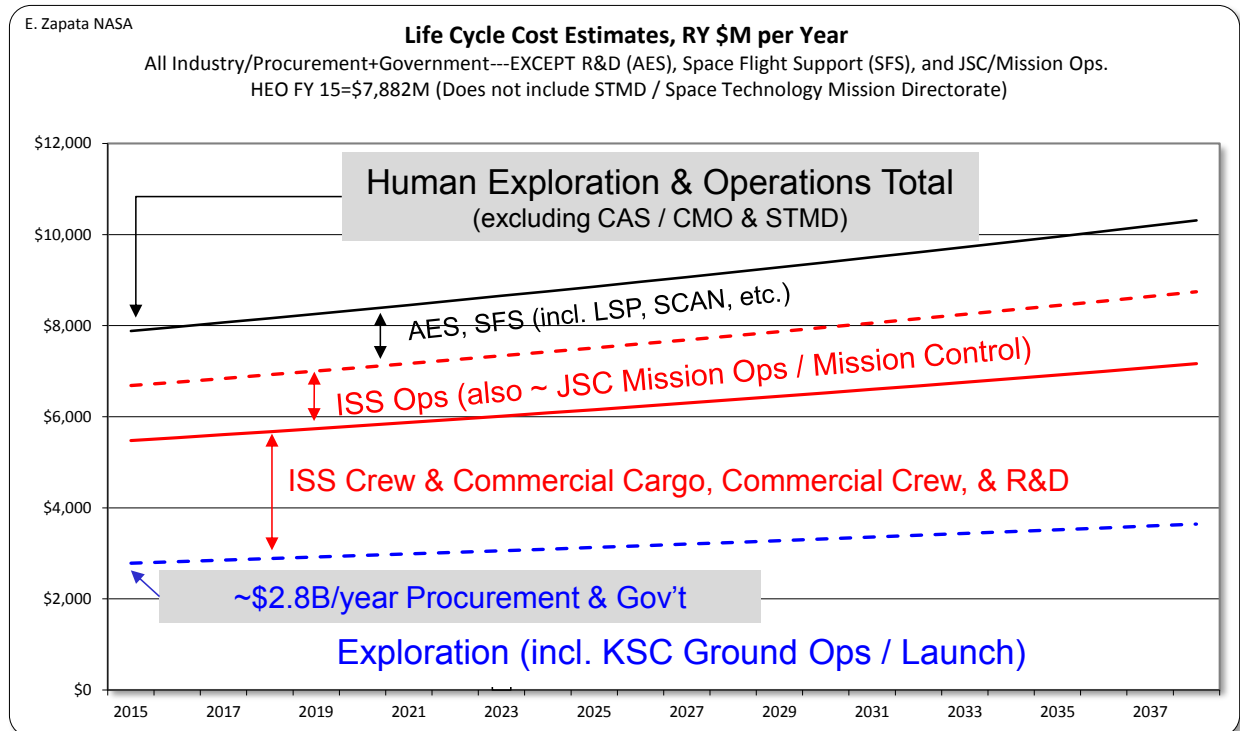 E. Zapata NASA
Life Cycle Cost Estimates, RY $M per Year
All Industry/Procurement+Government---EXCEPT R&D (AES), Space Flight Support (SFS), and JSC/Mission Ops.
HEO FY 15=$7,882M (Does not include STMD / Space Technology Mission Directorate)
$12,000
Human Exploration & Operations Total
(excluding CAS / CMO & STMD)
$10,000
AES, SFS (incl. LSP, SCAN, etc.)
$8,000
ISS Ops (also ~ JSC Mission Ops / Mission Control)
$6,000
ISS Crew & Commercial Cargo, Commercial Crew, & R&D
$4,000
~$2.8B/year Procurement & Gov't
$2,000
Exploration (incl. KSC Ground Ops / Launch)
$0
2015 2017 2019 2021 2023 2025 2027 2029 2031 2033 2035 2037